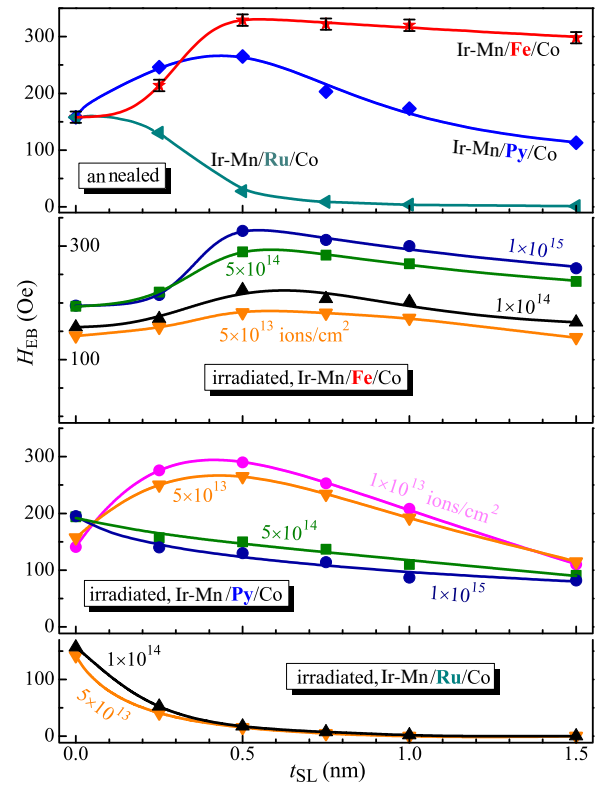 300
200
100
0
Ir-Mn/Fe/Co
Ir-Mn/Ru/Co
Ir-Mn/Py/Co
annealed
H_EB (Oe)
300
100
1×10^15
5×10^14
1×10^14
5×10^13 ions/cm^2
irradiated, Ir-Mn/Fe/Co
300
200
100
0
1×10^13 ions/cm^2
5×10^13
5×10^14
1×10^15
irradiated, Ir-Mn/Py/Co
100
0
1×10^14
5×10^13
irradiated, Ir-Mn/Ru/Co
0.0 0.5 1.0 1.5
t_SL (nm)